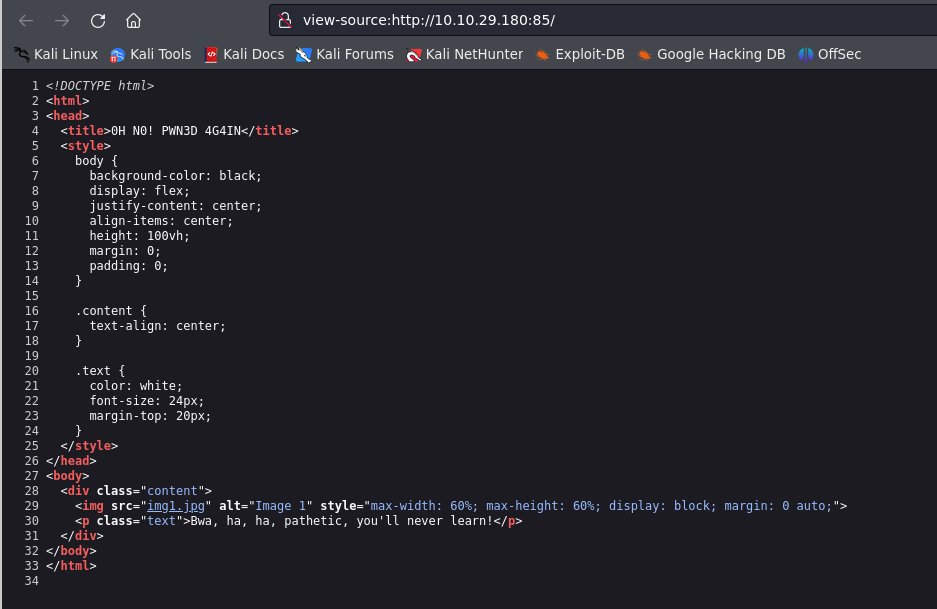 view-source:http://10.10.29.180:85/
Kali Linux Kali Tools Kali Docs Kali Forums Kali NetHunter Exploit-DB Google Hacking DB OffSec
1 <!DOCTYPE html>
2 <html>
3 <head>
4   <title>0H N0! PWN3D 4G4IN</title>
5   <style>
6     body {
7       background-color: black;
8       display: flex;
9       justify-content: center;
10       align-items: center;
11       height: 100vh;
12       margin: 0;
13       padding: 0;
14     }
15
16     .content {
17       text-align: center;
18     }
19
20     .text {
21       color: white;
22       font-size: 24px;
23       margin-top: 20px;
24     }
25   </style>
26 </head>
27 <body>
28   <div class="content">
29     <img src="img1.jpg" alt="Image 1" style="max-width: 60%; max-height: 60%; display: block; margin: 0 auto;">
30     <p class="text">Bwa, ha, ha, pathetic, you'll never learn!</p>
31   </div>
32 </body>
33 </html>
34